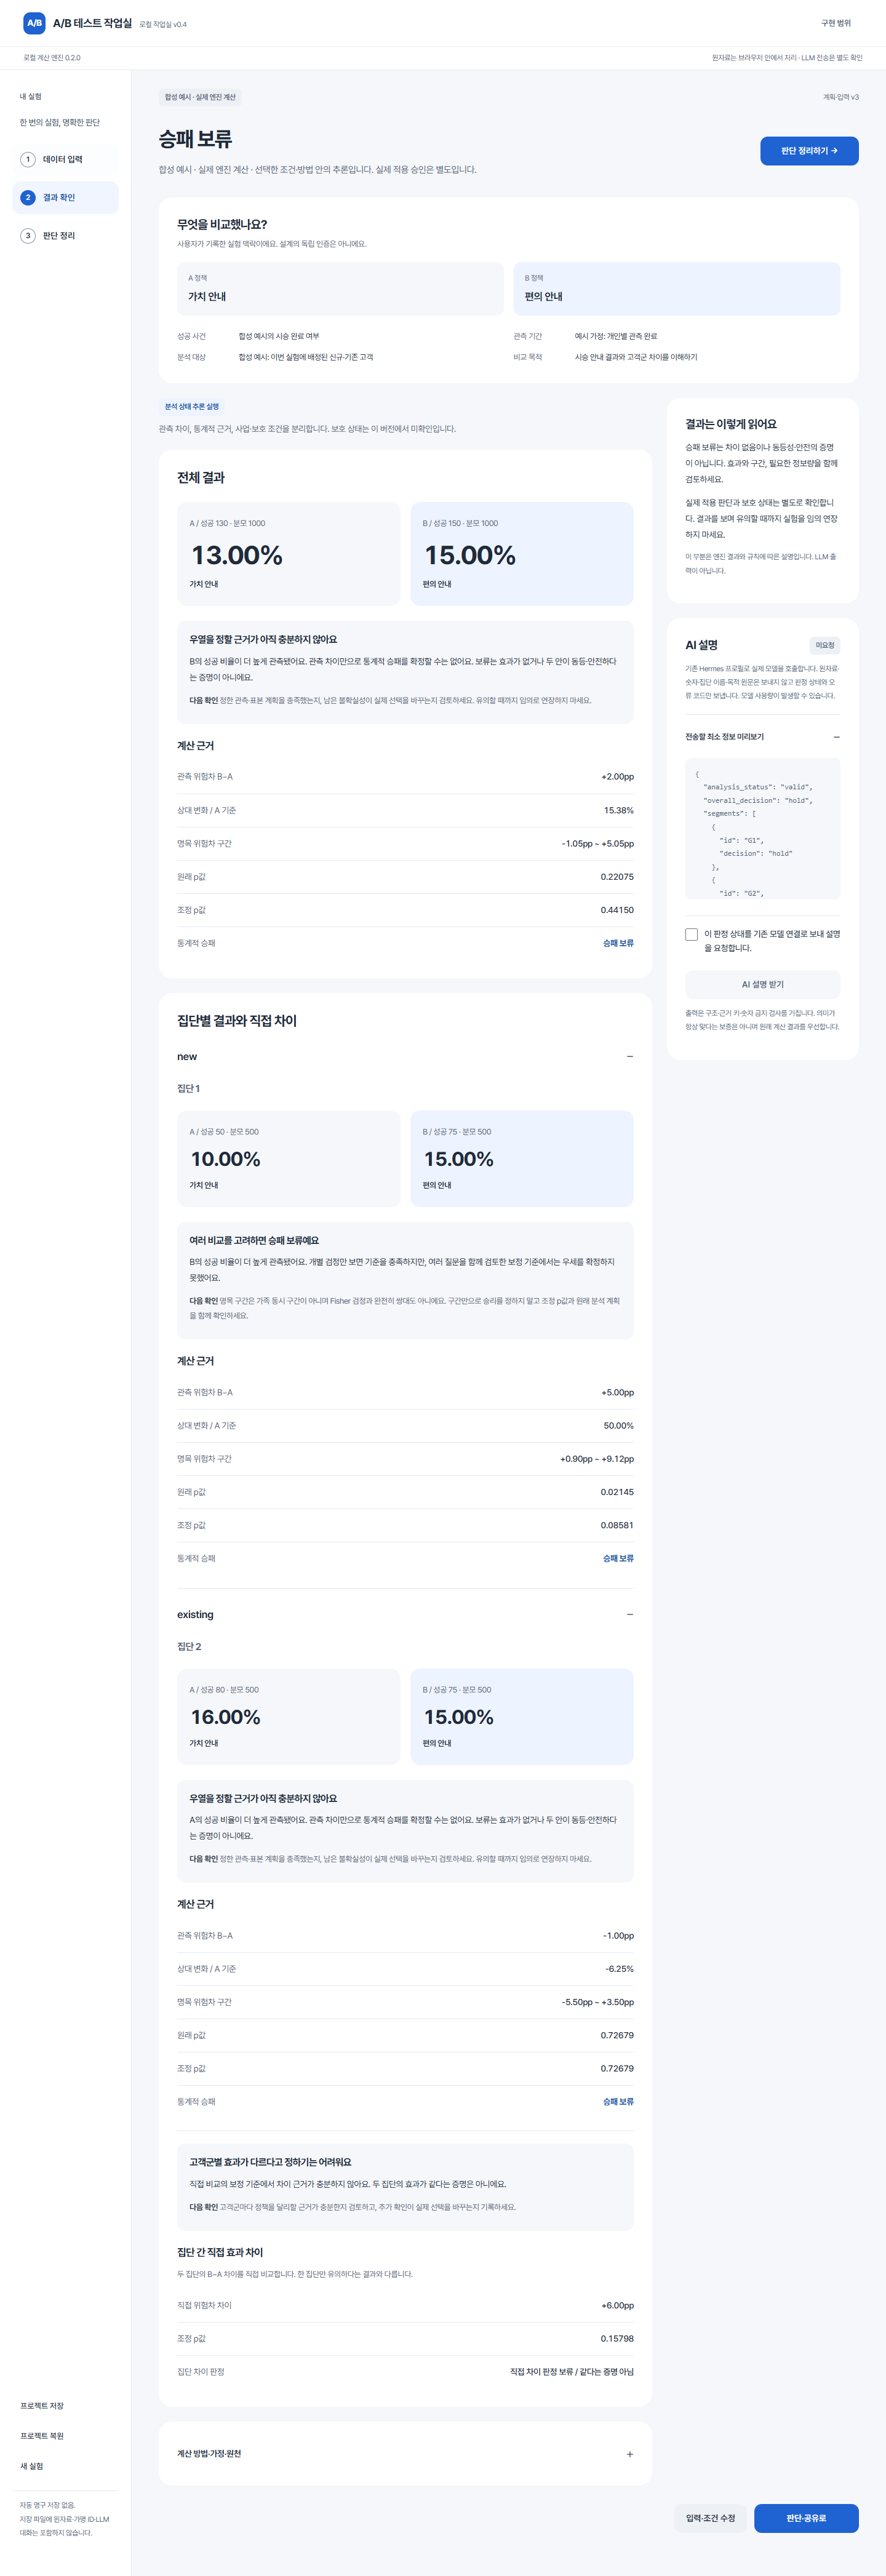 A/B
A/B 테스트 작업실
로컬 작업실 v0.4
구현 범위
로컬 계산 엔진 0.2.0
원자료는 브라우저 안에서 처리 · LLM 전송은 별도 확인
내 실험
한 번의 실험, 명확한 판단
1 데이터 입력
2 결과 확인
3 판단 정리
합성 예시 · 실제 엔진 계산
계획·입력 v3
승패 보류
합성 예시 · 실제 엔진 계산 · 선택한 조건·방법 안의 추론입니다. 실제 적용 승인은 별도입니다.
판단 정리하기 →
무엇을 비교했나요?
사용자가 기록한 실험 맥락이에요. 설계의 독립 인증은 아니에요.
A 정책
가치 안내
B 정책
편의 안내
성공 사건 합성 예시의 시승 완료 여부
관측 기간 예시 가정: 개인별 관측 완료
분석 대상 합성 예시: 이번 실험에 배정된 신규·기존 고객
비교 목적 시승 안내 결과와 고객군 차이를 이해하기
분석 상태 추론 실행
관측 차이, 통계적 근거, 사업·보호 조건을 분리합니다. 보호 상태는 이 버전에서 미확인입니다.
전체 결과
A / 성공 130 · 분모 1000
13.00%
가치 안내
B / 성공 150 · 분모 1000
15.00%
편의 안내
우열을 정할 근거가 아직 충분하지 않아요
B의 성공 비율이 더 높게 관측됐어요. 관측 차이만으로 통계적 승패를 확정할 수는 없어요. 보류는 효과가 없거나 두 안이 동등·안전하다
는 증명이 아니에요.
다음 확인 정한 관측·표본 계획을 충족했는지, 남은 불확실성이 실제 선택을 바꾸는지 검토하세요. 유의할 때까지 임의로 연장하지 마세요.
계산 근거
관측 위험차 B−A +2.00pp
상대 변화 / A 기준 15.38%
명목 위험차 구간 -1.05pp ~ +5.05pp
원래 p값 0.22075
조정 p값 0.44150
통계적 승패 승패 보류
집단별 결과와 직접 차이
new −
집단 1
A / 성공 50 · 분모 500
10.00%
가치 안내
B / 성공 75 · 분모 500
15.00%
편의 안내
여러 비교를 고려하면 승패 보류예요
B의 성공 비율이 더 높게 관측됐어요. 개별 검정만 보면 기준을 충족하지만, 여러 질문을 함께 검토한 보정 기준에서는 우세를 확정하지
못했어요.
다음 확인 명목 구간은 가족 동시 구간이 아니며 Fisher 검정과 완전히 쌍대도 아니에요. 구간만으로 승리를 정하지 말고 조정 p값과 원래 분석 계획
을 함께 확인하세요.
계산 근거
관측 위험차 B−A +5.00pp
상대 변화 / A 기준 50.00%
명목 위험차 구간 +0.90pp ~ +9.12pp
원래 p값 0.02145
조정 p값 0.08581
통계적 승패 승패 보류
existing −
집단 2
A / 성공 80 · 분모 500
16.00%
가치 안내
B / 성공 75 · 분모 500
15.00%
편의 안내
우열을 정할 근거가 아직 충분하지 않아요
A의 성공 비율이 더 높게 관측됐어요. 관측 차이만으로 통계적 승패를 확정할 수는 없어요. 보류는 효과가 없거나 두 안이 동등·안전하다
는 증명이 아니에요.
다음 확인 정한 관측·표본 계획을 충족했는지, 남은 불확실성이 실제 선택을 바꾸는지 검토하세요. 유의할 때까지 임의로 연장하지 마세요.
계산 근거
관측 위험차 B−A -1.00pp
상대 변화 / A 기준 -6.25%
명목 위험차 구간 -5.50pp ~ +3.50pp
원래 p값 0.72679
조정 p값 0.72679
통계적 승패 승패 보류
고객군별 효과가 다르다고 정하기는 어려워요
직접 비교의 보정 기준에서 차이 근거가 충분하지 않아요. 두 집단의 효과가 같다는 증명은 아니에요.
다음 확인 고객군마다 정책을 달리할 근거가 충분한지 검토하고, 추가 확인이 실제 선택을 바꾸는지 기록하세요.
집단 간 직접 효과 차이
두 집단의 B−A 차이를 직접 비교합니다. 한 집단만 유의하다는 결과와 다릅니다.
직접 위험차 차이 +6.00pp
조정 p값 0.15798
집단 차이 판정 직접 차이 판정 보류 / 같다는 증명 아님
계산 방법·가정·원천 +
결과는 이렇게 읽어요
승패 보류는 차이 없음이나 동등성·안전의 증명
이 아닙니다. 효과와 구간, 필요한 정보량을 함께
검토하세요.
실제 적용 판단과 보호 상태는 별도로 확인합니
다. 결과를 보며 유의할 때까지 실험을 임의 연장
하지 마세요.
이 부분은 엔진 결과와 규칙에 따른 설명입니다. LLM 출
력이 아닙니다.
AI 설명
미요청
기존 Hermes 프로필로 실제 모델을 호출합니다. 원자료·
숫자·집단 이름·목적 원문은 보내지 않고 판정 상태와 오
류 코드만 보냅니다. 모델 사용량이 발생할 수 있습니다.
전송할 최소 정보 미리보기 −
{
"analysis_status": "valid",
"overall_decision": "hold",
"segments": [
{
"id": "G1",
"decision": "hold"
},
{
"id": "G2",
이 판정 상태를 기존 모델 연결로 보내 설명
을 요청합니다.
AI 설명 받기
출력은 구조·근거 키·숫자 금지 검사를 거칩니다. 의미가
항상 맞다는 보증은 아니며 원래 계산 결과를 우선합니다.
프로젝트 저장
프로젝트 복원
새 실험
자동 영구 저장 없음.
저장 파일에 원자료·가명 ID·LLM
대화는 포함하지 않습니다.
입력·조건 수정
판단·공유로